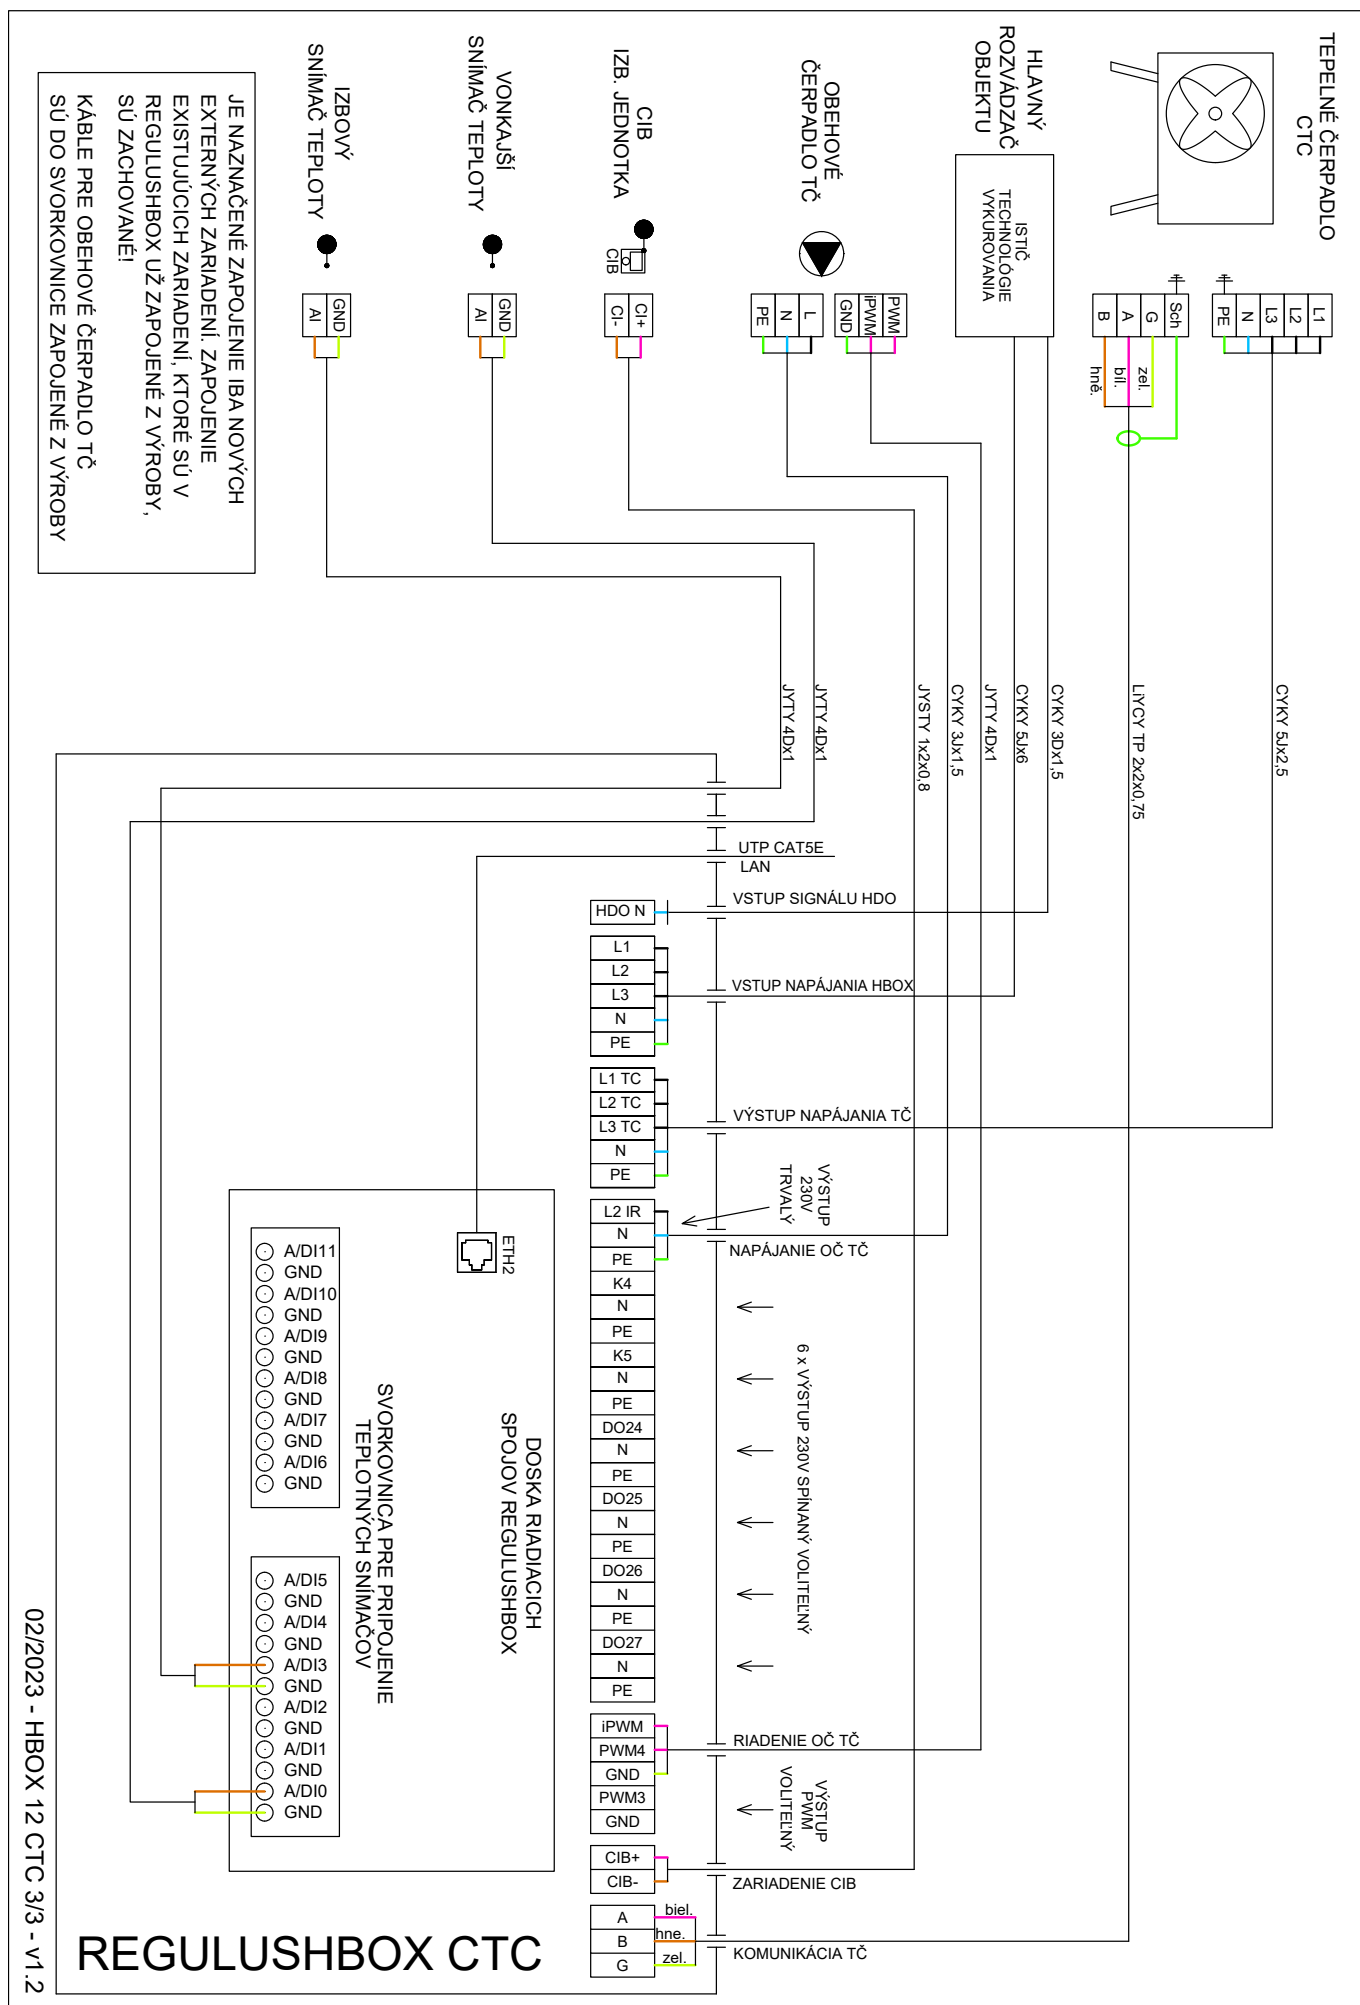 TEPELNÉ ČERPADLO
CTC
HLAVNÝ
ROZVÁDZAČ
OBJEKTU
ISTIČ
TECHNOLÓGIE
VYKUROVANIA
OBEHOVÉ
ČERPADLO TČ
CIB
IZB. JEDNOTKA
CIB
VONKAJŠÍ
SNÍMAČ TEPLOTY
IZBOVÝ
SNÍMAČ TEPLOTY
JE NAZNAČENÉ ZAPOJENIE IBA NOVÝCH
EXTERNÝCH ZARIADENÍ. ZAPOJENIE
EXISTUJÚCICH ZARIADENÍ, KTORÉ SÚ V
REGULUSHBOX UŽ ZAPOJENÉ Z VÝROBY,
SÚ ZACHOVANÉ!
KÁBLE PRE OBEHOVÉ ČERPADLO TČ
SÚ DO SVORKOVNICE ZAPOJENÉ Z VÝROBY
L1
L2
L3
N
PE
Sch
G
A
B
zel.
bíl.
hně.
PWM
iPWM
GND
L
N
PE
CI+
CI-
GND
AI
GND
AI
CYKY 5Jx2,5
LiYCY TP 2x2x0,75
CYKY 3Dx1,5
CYKY 5Jx6
JYTY 4Dx1
CYKY 3Jx1,5
JYSTY 1x2x0,8
JYTY 4Dx1
JYTY 4Dx1
UTP CAT5E
LAN
HDO N
VSTUP SIGNÁLU HDO
L1
L2
L3
N
PE
VSTUP NAPÁJANIA HBOX
L1 TC
L2 TC
L3 TC
N
PE
VÝSTUP NAPÁJANIA TČ
VÝSTUP
230V
TRVALÝ
L2 IR
N
PE
NAPÁJANIE OČ TČ
K4
N
PE
K5
N
PE
DO24
N
PE
DO25
N
PE
DO26
N
PE
DO27
N
PE
6 x VÝSTUP 230V SPÍNANÝ VOLITEĽNÝ
iPWM
PWM4
GND
PWM3
GND
RIADENIE OČ TČ
VÝSTUP
PWM
VOLITEĽNÝ
CIB+
CIB-
ZARIADENIE CIB
A
B
G
biel.
hne.
zel.
KOMUNIKÁCIA TČ
ETH2
DOSKA RIADIACICH
SPOJOV REGULUSHBOX
SVORKOVNICA PRE PRIPOJENIE
TEPLOTNÝCH SNÍMAČOV
A/DI11
GND
A/DI10
GND
A/DI9
GND
A/DI8
GND
A/DI7
GND
A/DI6
GND
A/DI5
GND
A/DI4
GND
A/DI3
GND
A/DI2
GND
A/DI1
GND
A/DI0
GND
REGULUSHBOX CTC
02/2023 - HBOX 12 CTC 3/3 - v1.2